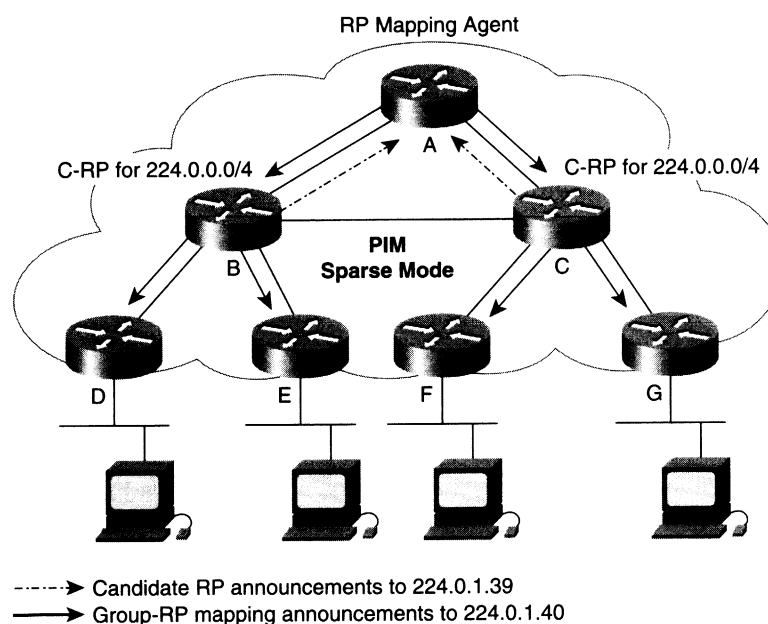 RP Mapping Agent
A
C-RP for 224.0.0.0/4
C-RP for 224.0.0.0/4
B
PIM
Sparse Mode
C
D
E
F
G
Candidate RP announcements to 224.0.1.39
Group-RP mapping announcements to 224.0.1.40